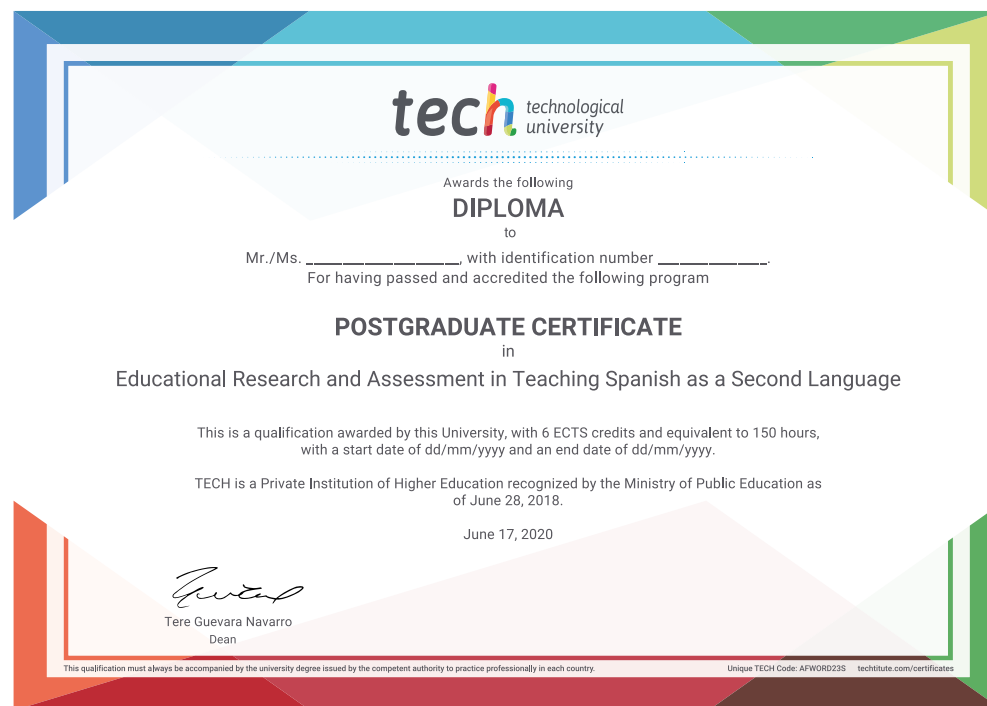 tech technological
university
Awards the following
DIPLOMA
to
Mr./Ms. ____________________, with identification number ______________.
For having passed and accredited the following program
POSTGRADUATE CERTIFICATE
in
Educational Research and Assessment in Teaching Spanish as a Second Language
This is a qualification awarded by this University, with 6 ECTS credits and equivalent to 150 hours,
with a start date of dd/mm/yyyy and an end date of dd/mm/yyyy.
TECH is a Private Institution of Higher Education recognized by the Ministry of Public Education as
of June 28, 2018.
June 17, 2020
Tere Guevara Navarro
Dean
This qualification must always be accompanied by the university degree issued by the competent authority to practice professionally in each country. Unique TECH Code: AFWORD23S techtitute.com/certificates